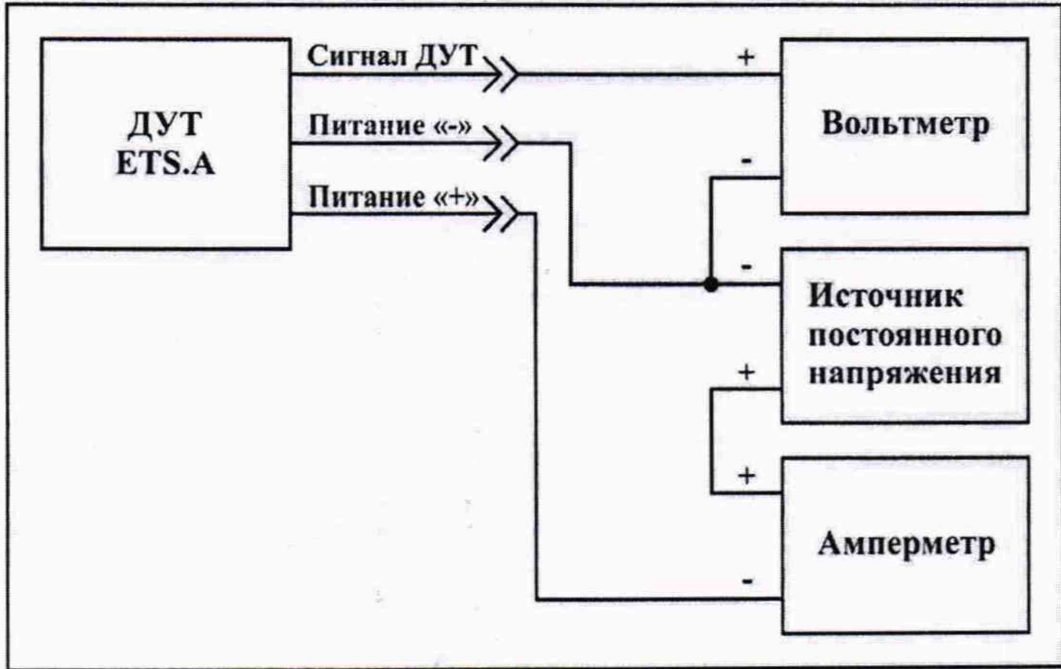 ДУТ
ETS.A
Сигнал ДУТ
Питание «-»
Питание «+»
+
Вольтметр
-
-
Источник
постоянного
напряжения
+
+
Амперметр
-